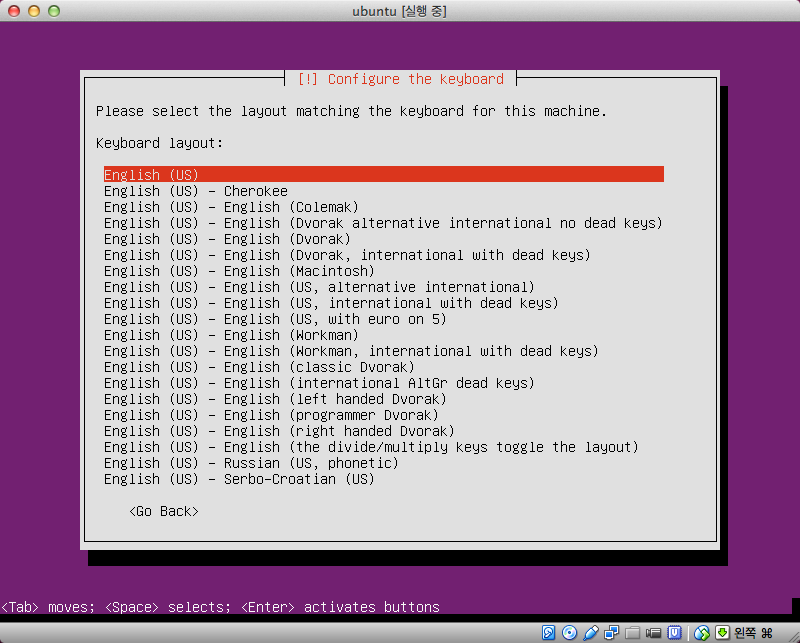 ubuntu [실행 중]
[!] Configure the keyboard
Please select the layout matching the keyboard for this machine.
Keyboard layout:
English (US)
English (US) - Cherokee
English (US) - English (Colemak)
English (US) - English (Dvorak alternative international no dead keys)
English (US) - English (Dvorak)
English (US) - English (Dvorak, international with dead keys)
English (US) - English (Macintosh)
English (US) - English (US, alternative international)
English (US) - English (US, international with dead keys)
English (US) - English (US, with euro on 5)
English (US) - English (Workman)
English (US) - English (Workman, international with dead keys)
English (US) - English (classic Dvorak)
English (US) - English (international AltGr dead keys)
English (US) - English (left handed Dvorak)
English (US) - English (programmer Dvorak)
English (US) - English (right handed Dvorak)
English (US) - English (the divide/multiply keys toggle the layout)
English (US) - Russian (US, phonetic)
English (US) - Serbo-Croatian (US)
<Go Back>
<Tab> moves; <Space> selects; <Enter> activates buttons
왼쪽 ⌘